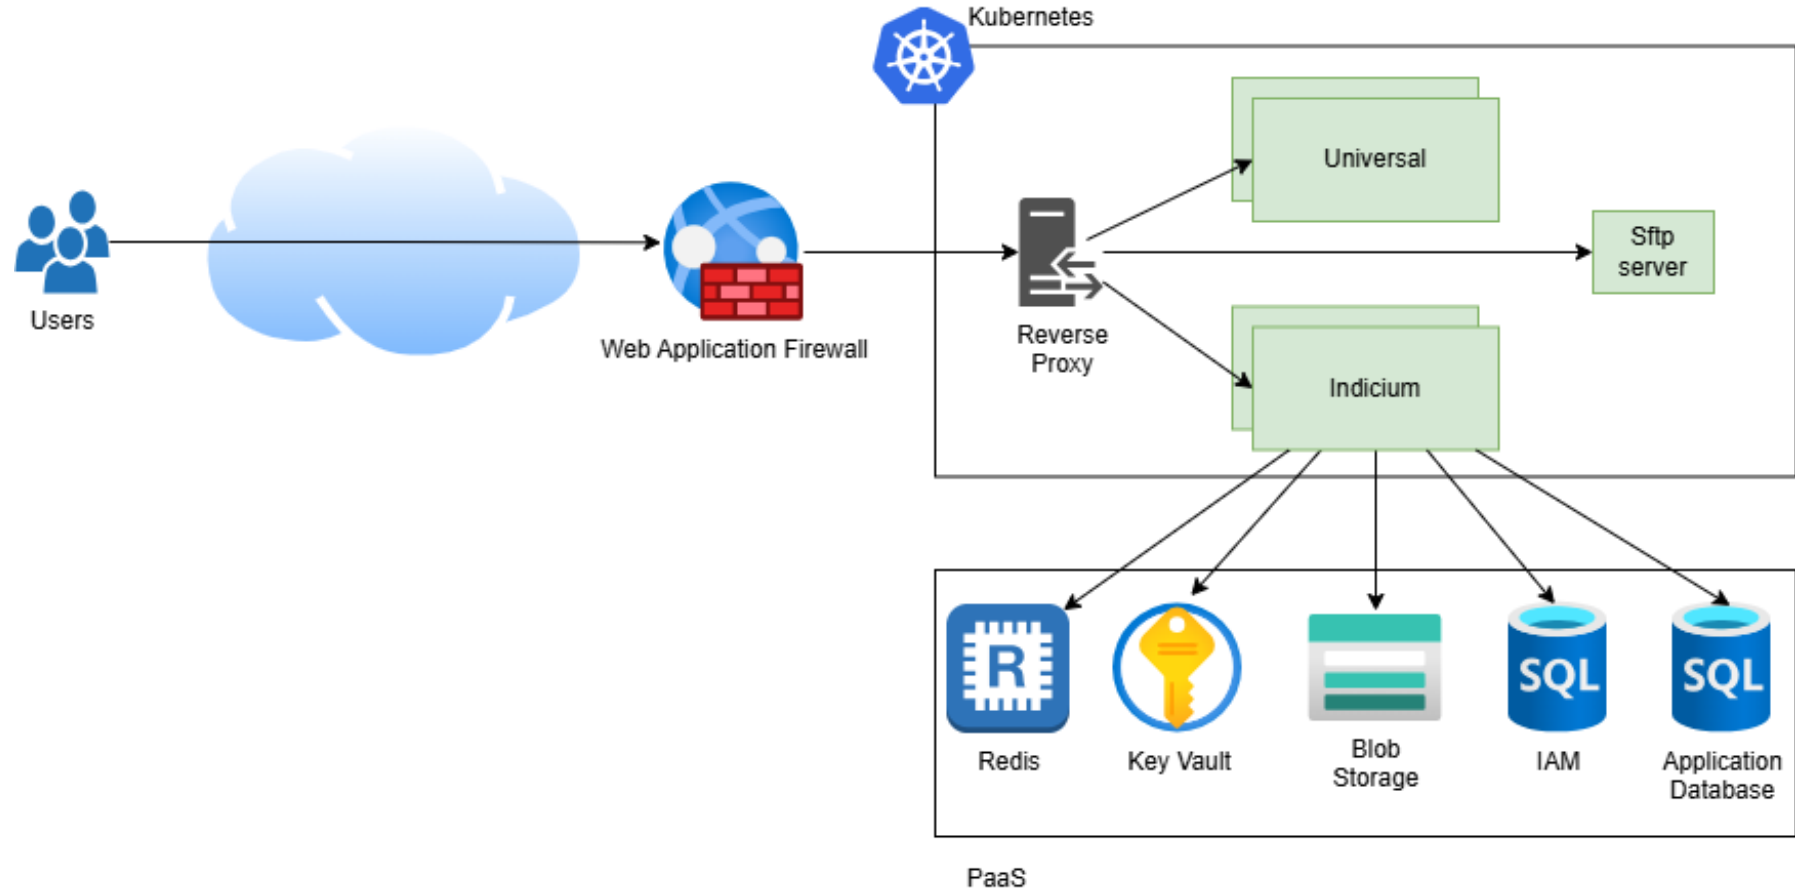 Kubernetes
Universal
Sftp
server
Users
Web Application Firewall
Reverse
Proxy
Indicium
R
SQL
SQL
Redis
Key Vault
Blob
Storage
IAM
Application
Database
PaaS